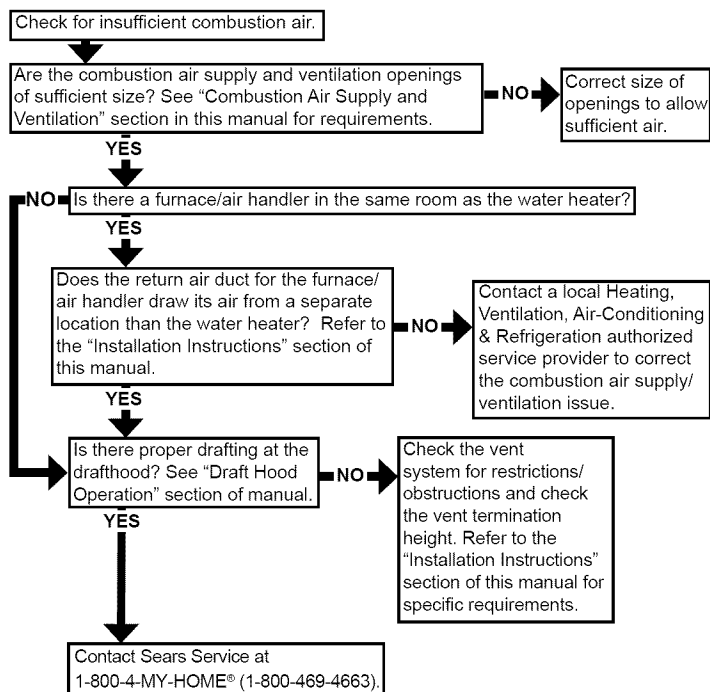 Check for insufficient combustion air.
Are the combustion air supply and ventilation openings
of sufficient size? See “Combustion Air Supply and
Ventilation” section in this manual for requirements.
NO
Correct size of
openings to allow
sufficient air.
YES
NO
Is there a furnace/air handler in the same room as the water heater?
YES
Does the return air duct for the furnace/
air handler draw its air from a separate
location than the water heater? Refer to
the “Installation Instructions” section of
this manual.
NO
Contact a local Heating,
Ventilation, Air-Conditioning
& Refrigeration authorized
service provider to correct
the combustion air supply/
ventilation issue.
YES
Is there proper drafting at the
drafthood? See “Draft Hood
Operation” section of manual.
NO
Check the vent
system for restrictions/
obstructions and check
the vent termination
height. Refer to the
“Installation Instructions”
section of this manual for
specific requirements.
YES
Contact Sears Service at
1-800-4-MY-HOME® (1-800-469-4663).